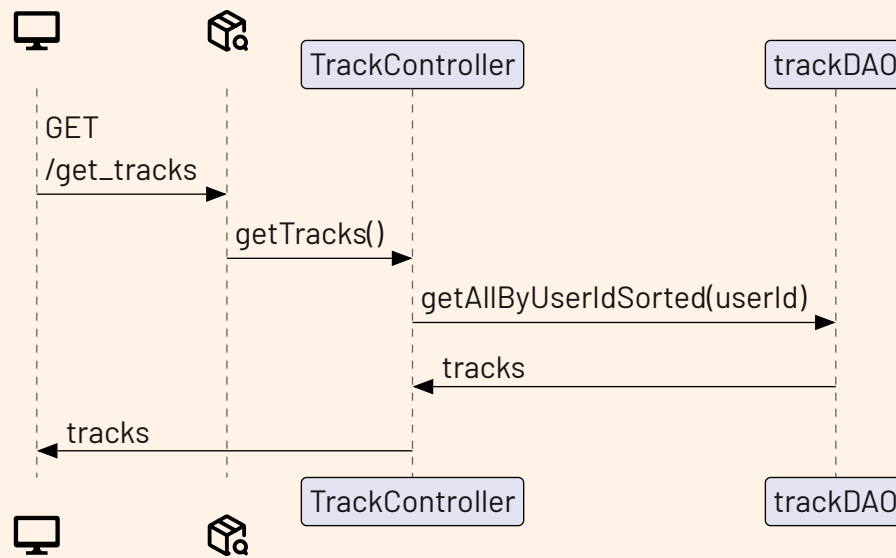 TrackController
trackDAO
GET
/get_tracks
getTracks()
getAllByUserIdSorted(userId)
tracks
tracks
TrackController
trackDAO